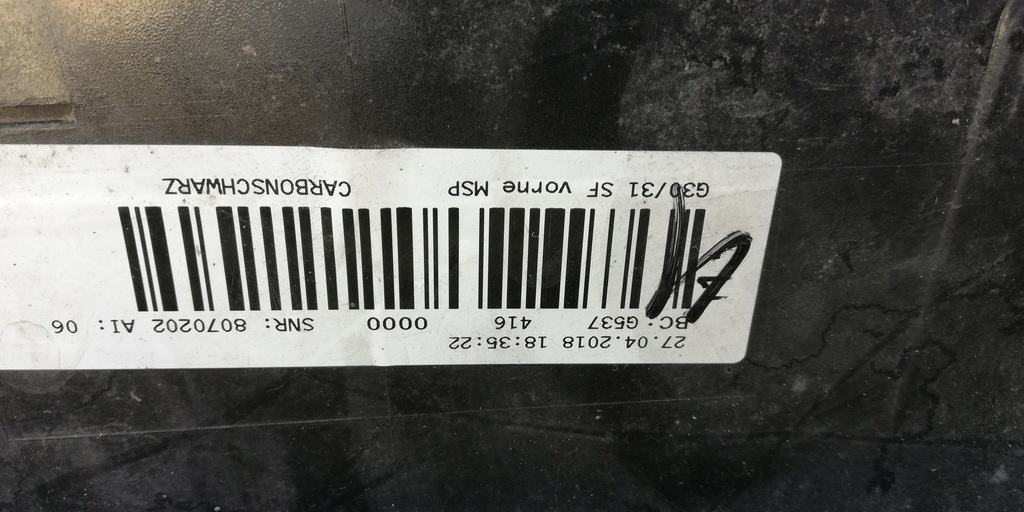 27.04.2018 18:35:22
BC: G537 416 0000 SNR: 8070202 AI: 06
G30/31 SF vorne MSP CARBONSCHWARZ